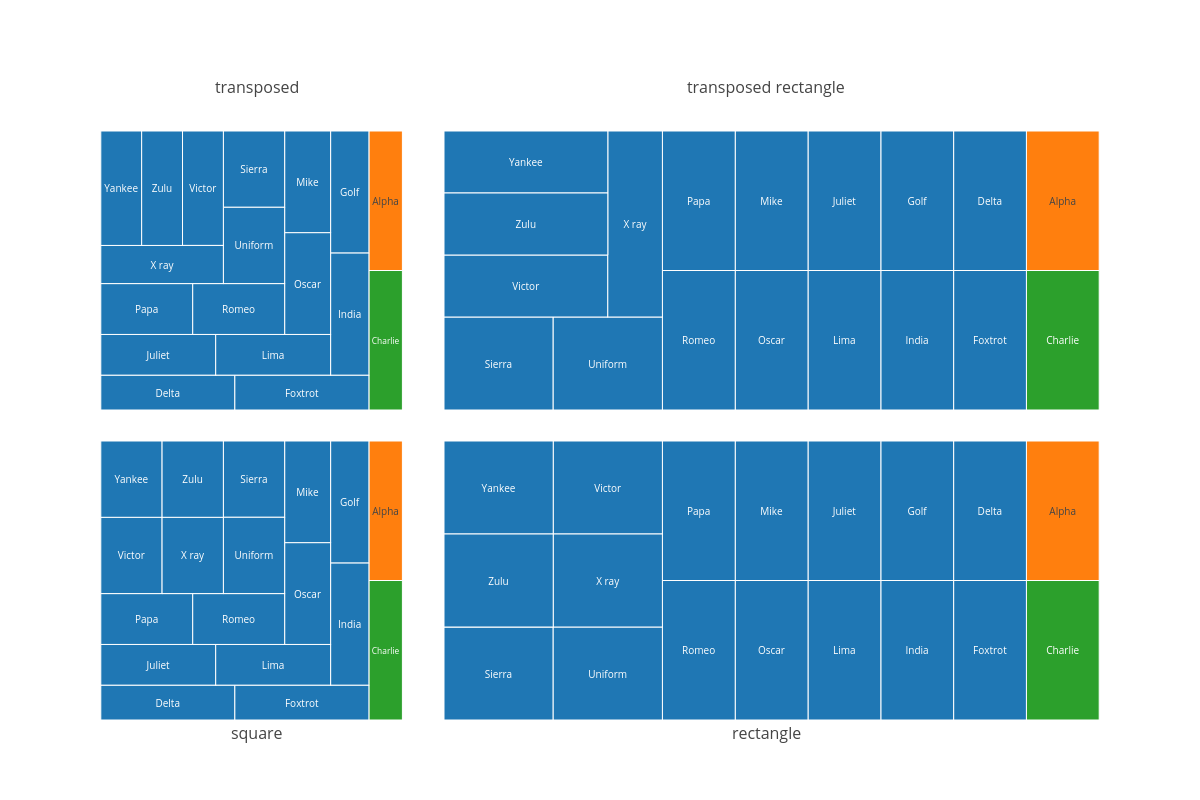 transposed
transposed rectangle
Yankee Zulu Victor Sierra Mike Golf Alpha
Uniform
X ray
Oscar India Charlie
Papa Romeo
Juliet Lima
Delta Foxtrot
Yankee X ray Papa Mike Juliet Golf Delta Alpha
Zulu
Victor
Sierra Uniform Romeo Oscar Lima India Foxtrot Charlie
Yankee Zulu Sierra Mike Golf Alpha
Victor X ray Uniform Oscar India Charlie
Papa Romeo
Juliet Lima
Delta Foxtrot
Yankee Victor Papa Mike Juliet Golf Delta Alpha
Zulu X ray
Sierra Uniform Romeo Oscar Lima India Foxtrot Charlie
square
rectangle